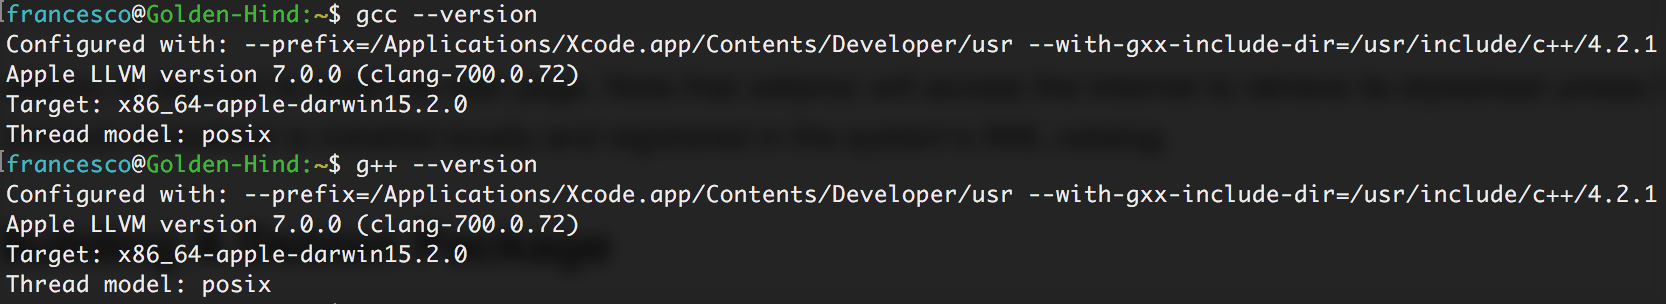 francesco@Golden-Hind:~$ gcc --version
Configured with: --prefix=/Applications/Xcode.app/Contents/Developer/usr --with-gxx-include-dir=/usr/include/c++/4.2.1
Apple LLVM version 7.0.0 (clang-700.0.72)
Target: x86_64-apple-darwin15.2.0
Thread model: posix
francesco@Golden-Hind:~$ g++ --version
Configured with: --prefix=/Applications/Xcode.app/Contents/Developer/usr --with-gxx-include-dir=/usr/include/c++/4.2.1
Apple LLVM version 7.0.0 (clang-700.0.72)
Target: x86_64-apple-darwin15.2.0
Thread model: posix